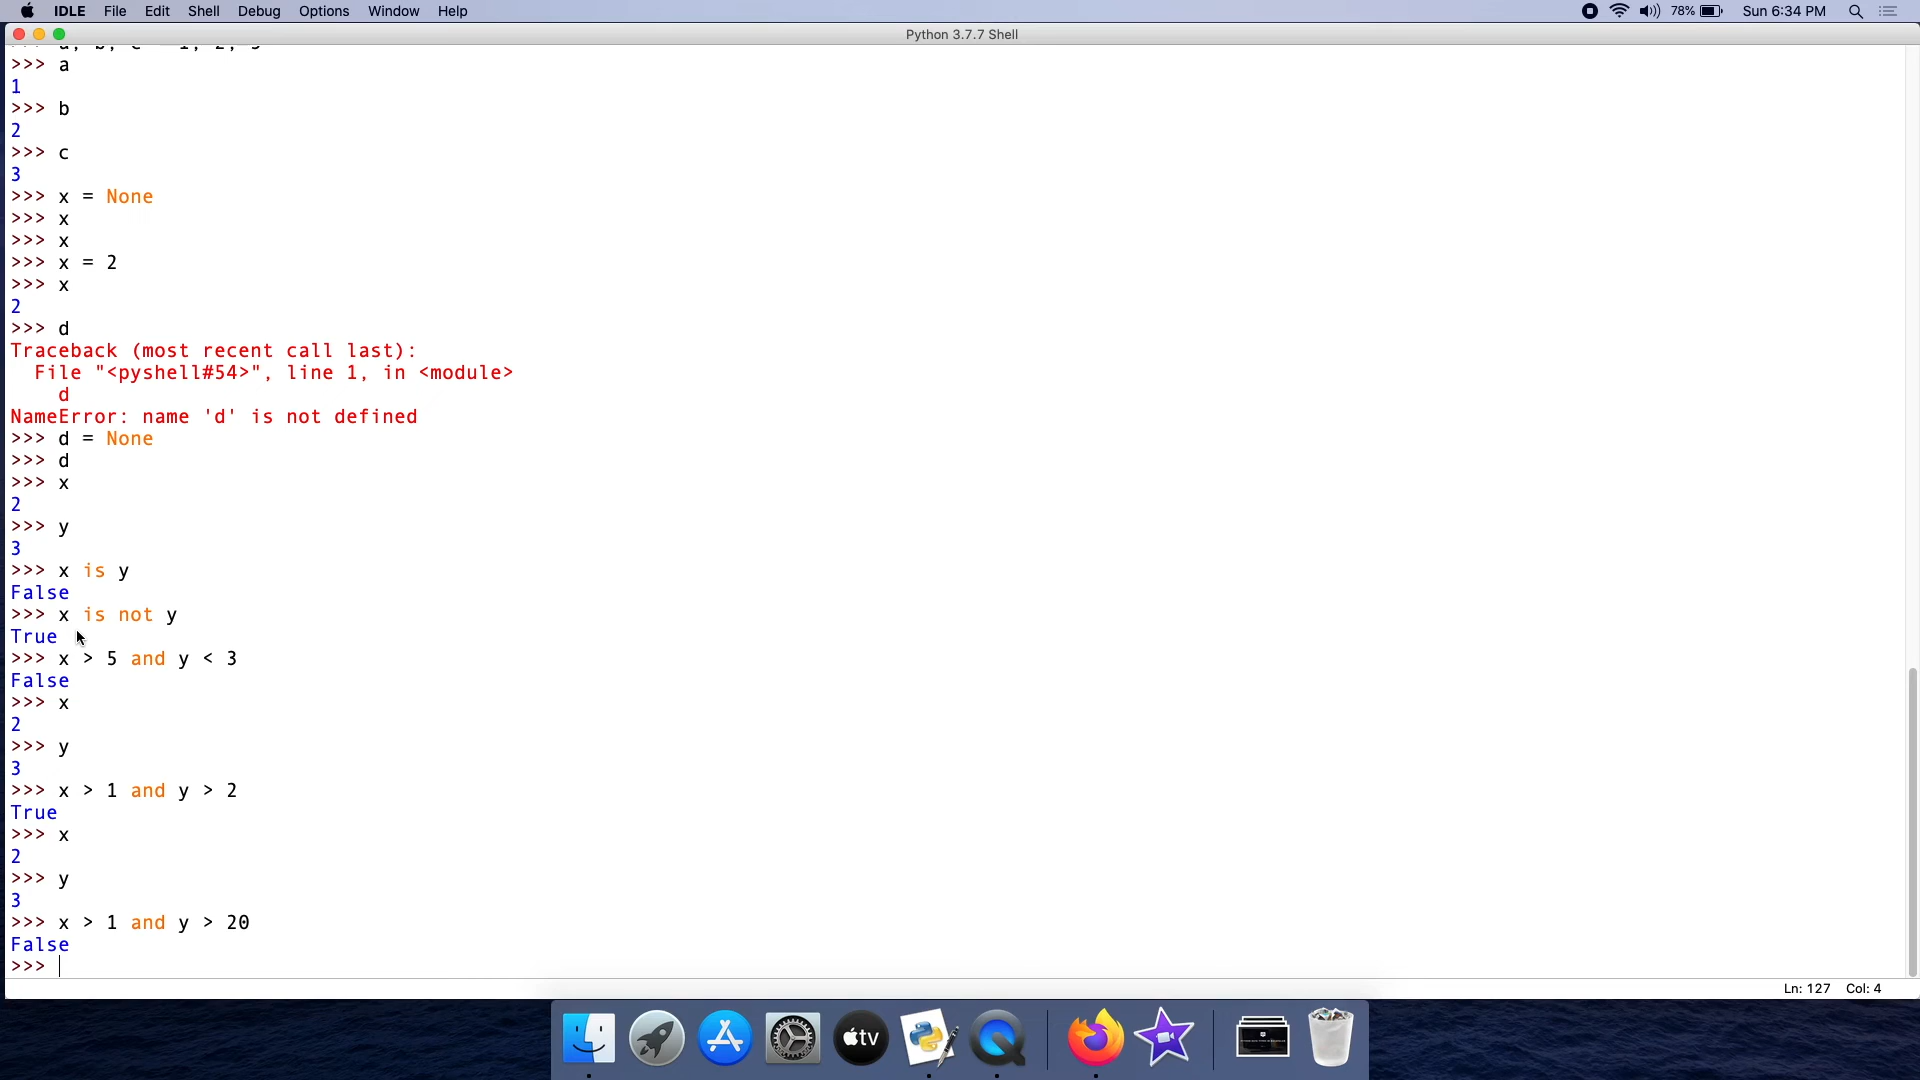 IDLE File Edit Shell Debug Options Window Help 78% Sun 6:34 PM
Python 3.7.7 Shell
>>> a
1
>>> b
2
>>> c
3
>>> x = None
>>> x
>>> x
>>> x = 2
>>> x
2
>>> d
Traceback (most recent call last):
File "<pyshell#54>", line 1, in <module>
d
NameError: name 'd' is not defined
>>> d = None
>>> d
>>> x
2
>>> y
3
>>> x is y
False
>>> x is not y
True
>>> x > 5 and y < 3
False
>>> x
2
>>> y
3
>>> x > 1 and y > 2
True
>>> x
2
>>> y
3
>>> x > 1 and y > 20
False
>>>
Ln: 127 Col: 4
tv